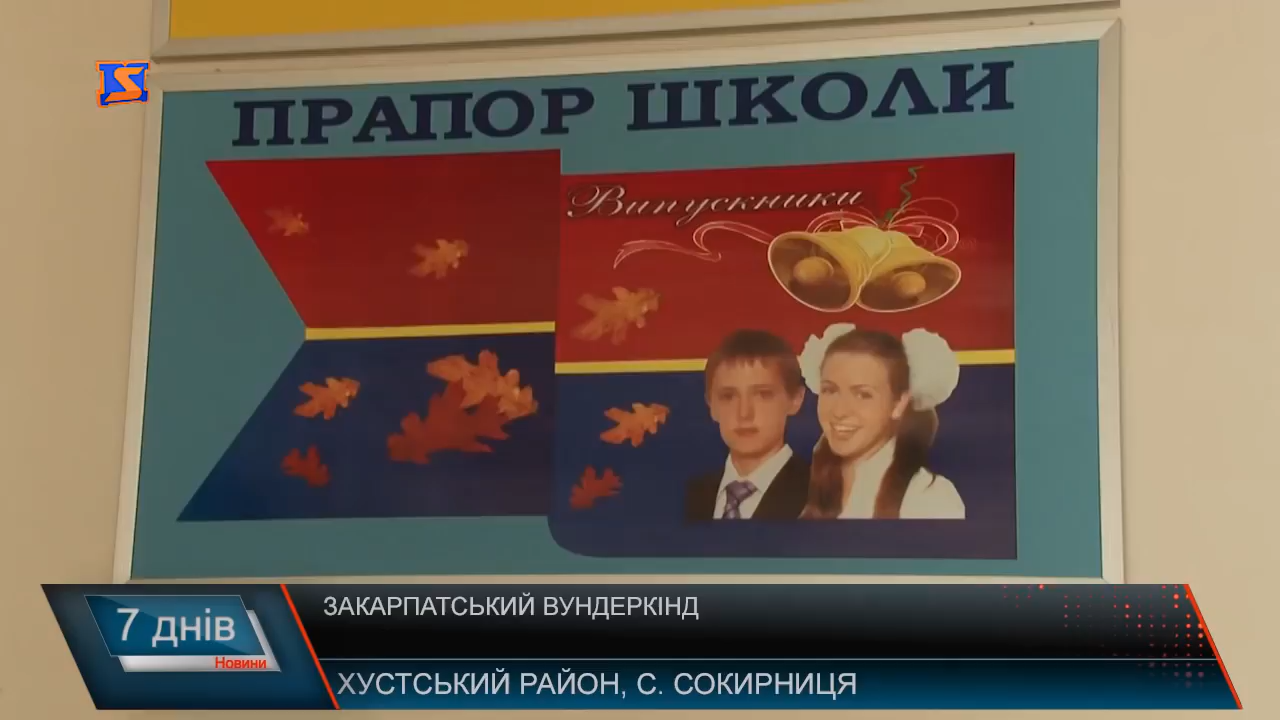 ПРАПОР ШКОЛИ
Випускники
7 днів
Новини
ЗАКАРПАТСЬКИЙ ВУНДЕРКІНД
ХУСТСЬКИЙ РАЙОН, С. СОКИРНИЦЯ